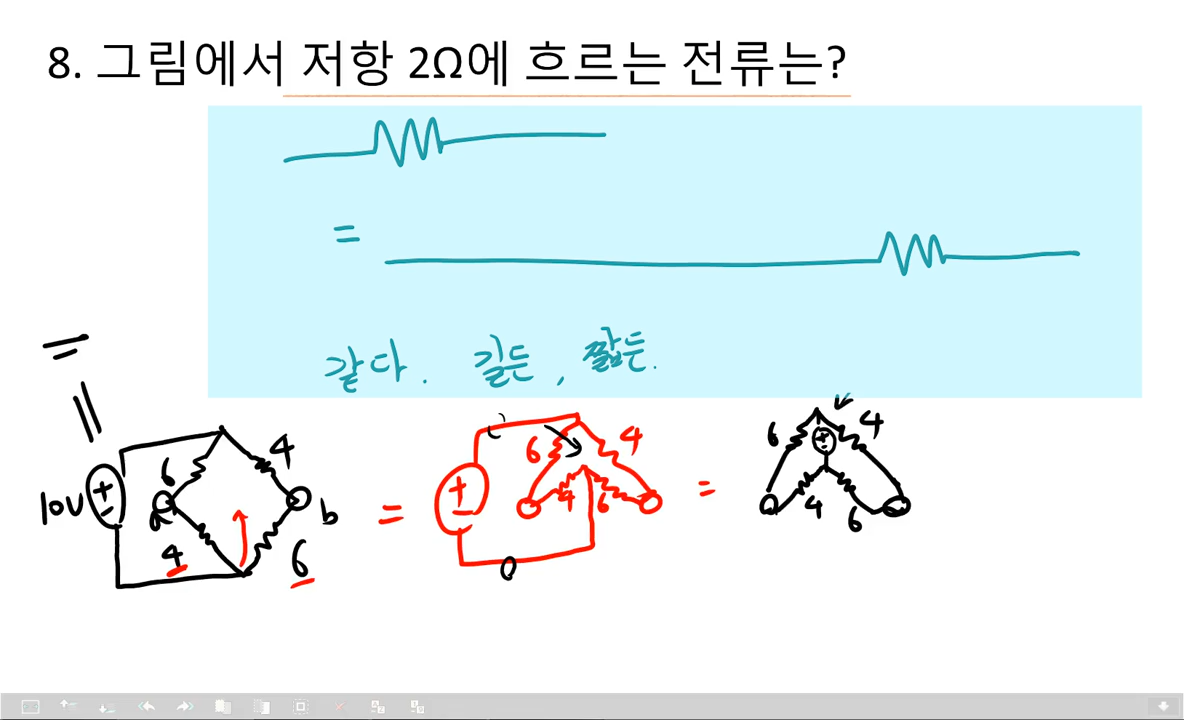 8. 그림에서 저항 2Ω에 흐르는 전류는?
=
같다. 길든, 짧든.
10V + - 6 4 a b 4 6
= + - 6 4 4 6
= 6 4 + - 4 6